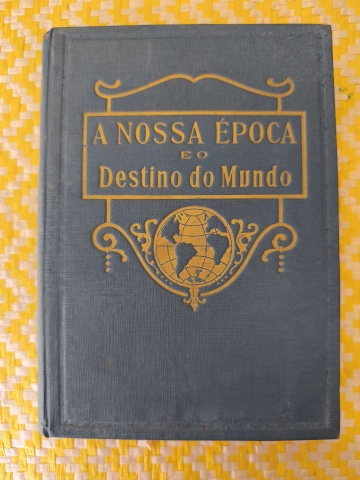 A NOSSA ÉPOCA
E O
Destino do Mundo